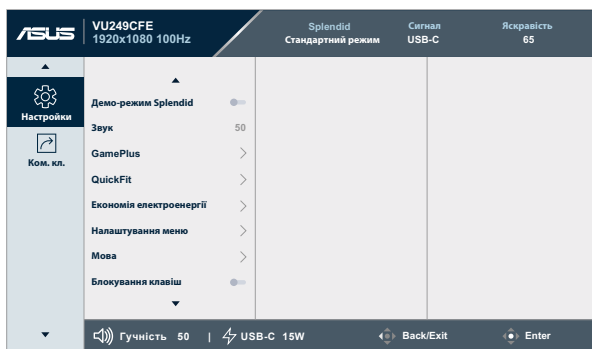 ASUS
VU249CFE
1920x1080 100Hz
Splendid
Стандартний режим
Сигнал
USB-C
Яскравість
65
Настройки
Ком. кл.
Демо-режим Splendid
Звук 50
GamePlus
QuickFit
Економія електроенергії
Налаштування меню
Мова
Блокування клавіш
Гучність 50 | USB-C 15W Back/Exit Enter